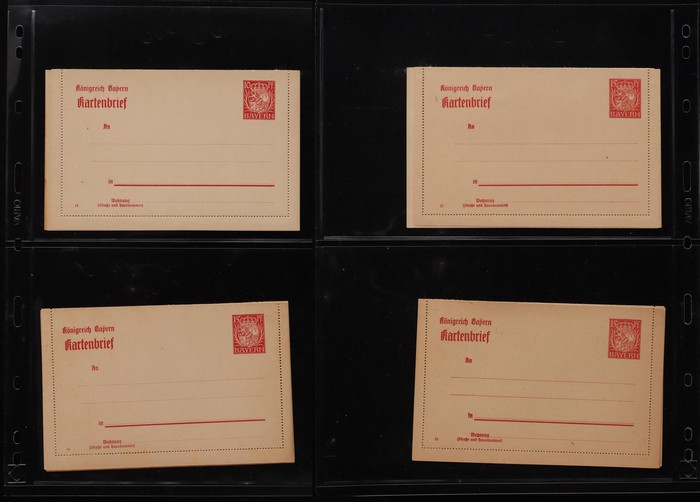 Königreich Bayern
Kartenbrief
BAYERN
An
in
Wohnung
(Straße und Hausnummer)
Königreich Bayern
Kartenbrief
BAYERN
An
in
Wohnung
(Straße und Hausnummer)
Königreich Bayern
Kartenbrief
BAYERN
An
in
Wohnung
(Straße und Hausnummer)
Königreich Bayern
Kartenbrief
BAYERN
An
in
Wohnung
(Straße und Hausnummer)